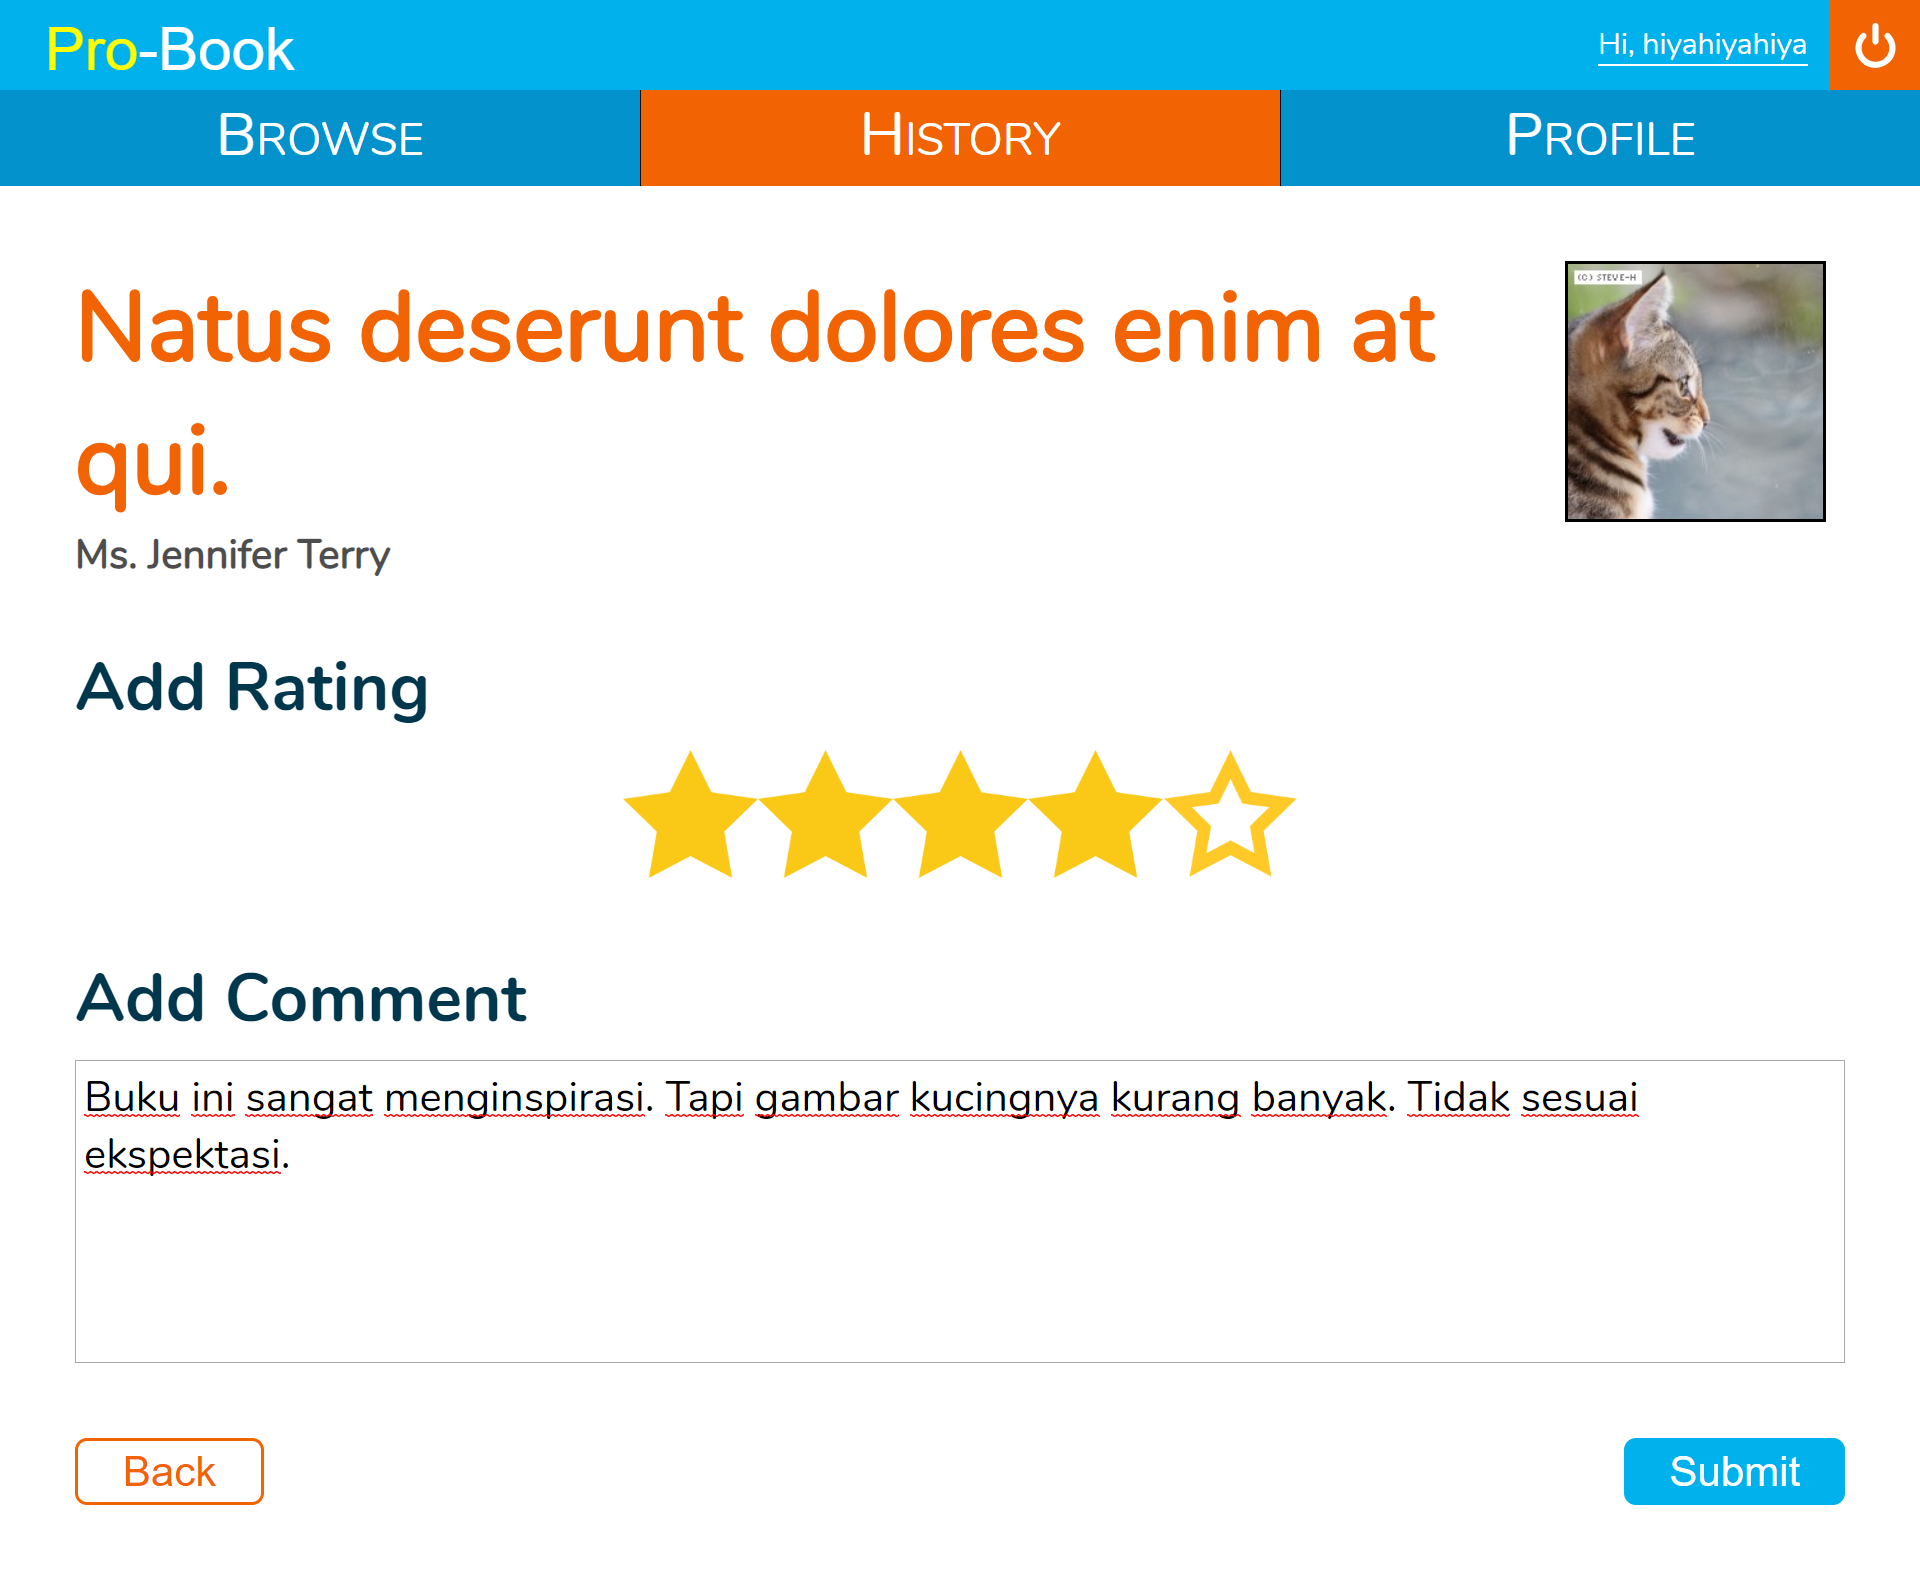 Pro-Book
Hi, hiyahiyahiya
BROWSE
HISTORY
PROFILE
Natus deserunt dolores enim at
qui.
(C) STEVE-H
Ms. Jennifer Terry
Add Rating
Add Comment
Buku ini sangat menginspirasi. Tapi gambar kucingnya kurang banyak. Tidak sesuai
ekspektasi.
Back
Submit